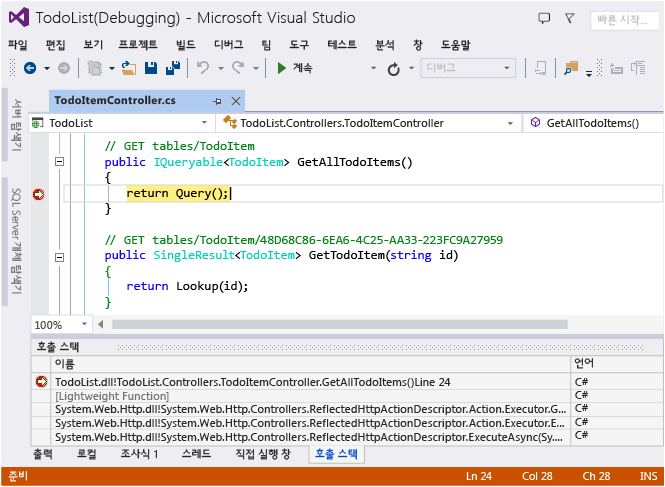 TodoList(Debugging) - Microsoft Visual Studio
빠른 시작...
파일 편집 보기 프로젝트 빌드 디버그 팀 도구 테스트 분석 창 도움말
계속 디버그
서버 탐색기
SQL Server 개체 탐색기
TodoItemController.cs
TodoList TodoList.Controllers.TodoItemController GetAllTodoItems()
// GET tables/TodoItem
public IQueryable<TodoItem> GetAllTodoItems()
{
return Query();
}
// GET tables/TodoItem/48D68C86-6EA6-4C25-AA33-223FC9A27959
public SingleResult<TodoItem> GetTodoItem(string id)
{
return Lookup(id);
}
100%
호출 스택
이름 언어
TodoList.dll!TodoList.Controllers.TodoItemController.GetAllTodoItems()Line 24 C#
[Lightweight Function] C#
System.Web.Http.dll!System.Web.Http.Controllers.ReflectedHttpActionDescriptor.Action.Executor.G... C#
System.Web.Http.dll!System.Web.Http.Controllers.ReflectedHttpActionDescriptor.Action.Executor.E... C#
System.Web.Http.dll!System.Web.Http.Controllers.ReflectedHttpActionDescriptor.ExecuteAsync(Sy.... C#
출력 로컬 조사식 1 스레드 직접 실행 창 호출 스택
준비 Ln 24 Col 28 Ch 28 INS